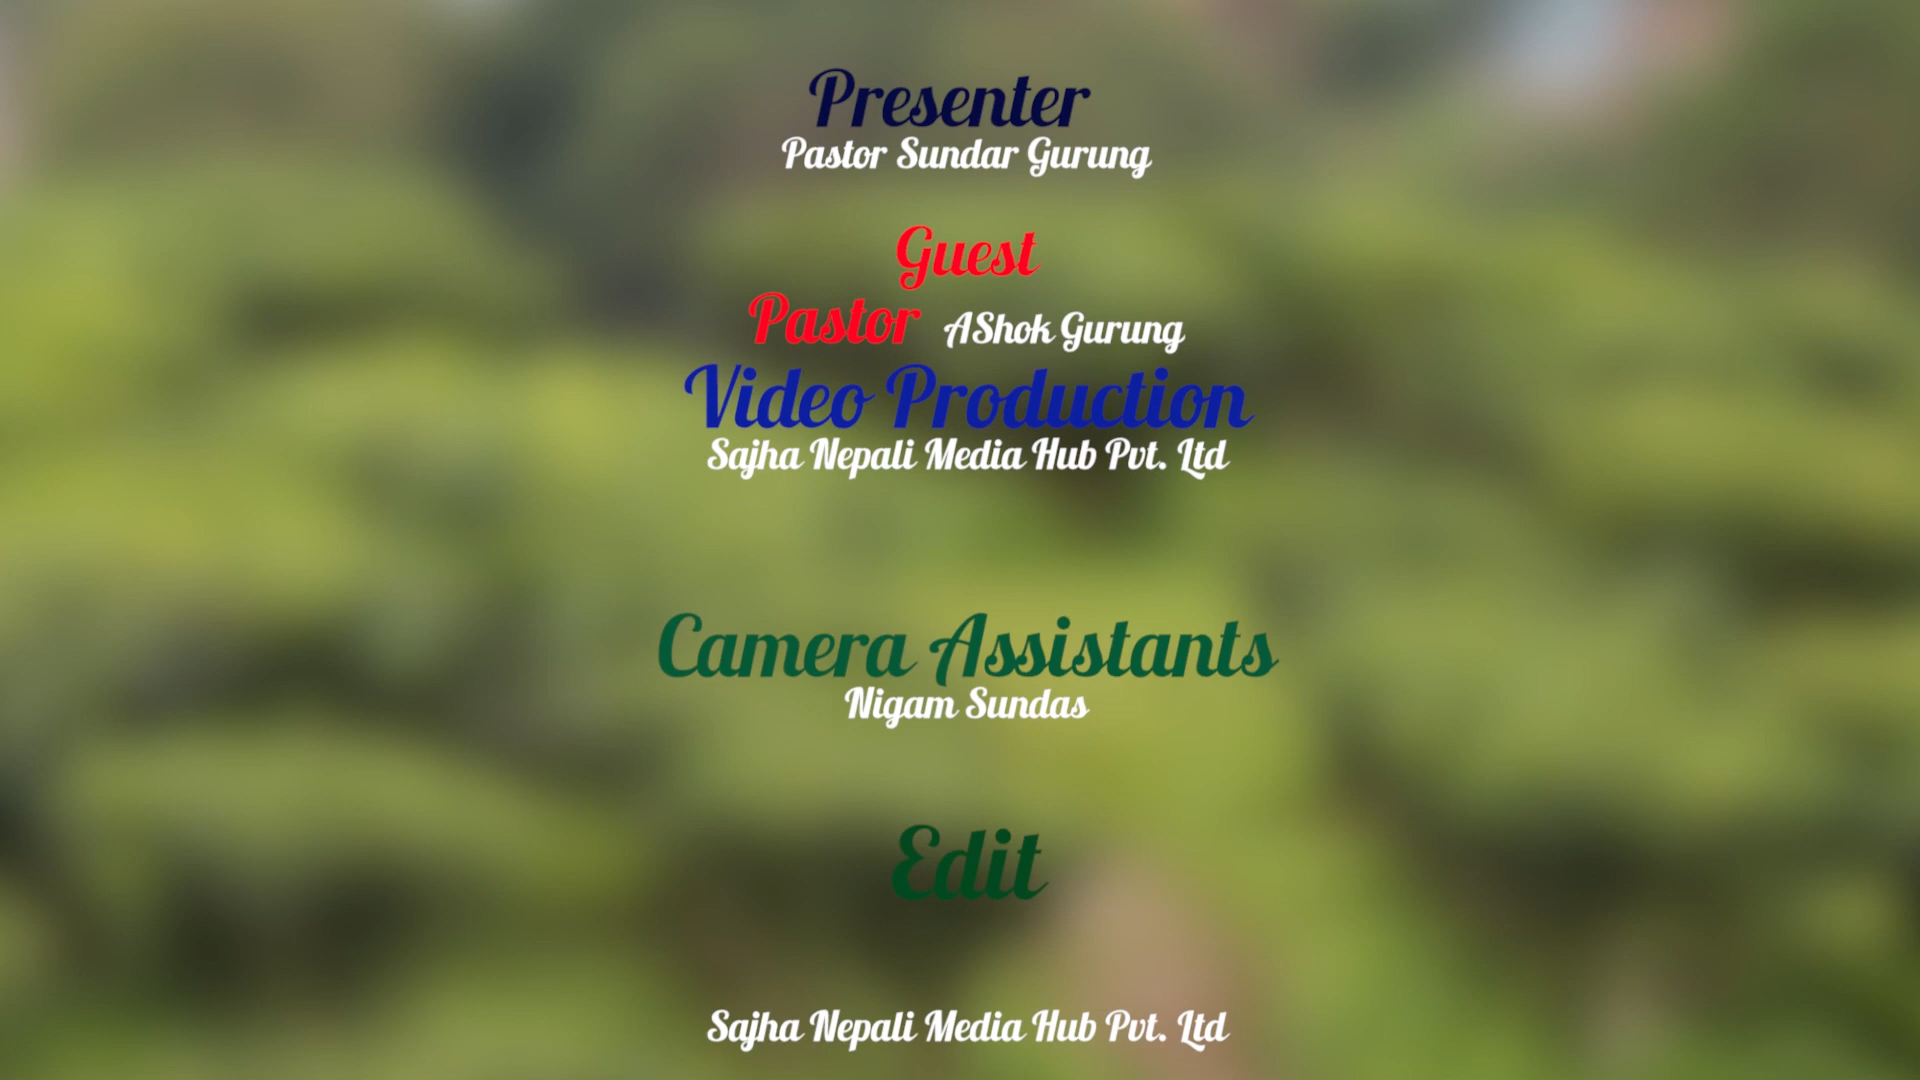 Presenter
Pastor Sundar Gurung
Guest
Pastor AShok Gurung
Video Production
Sajha Nepali Media Hub Pvt. Ltd
Camera Assistants
Nigam Sundas
Edit
Sajha Nepali Media Hub Pvt. Ltd